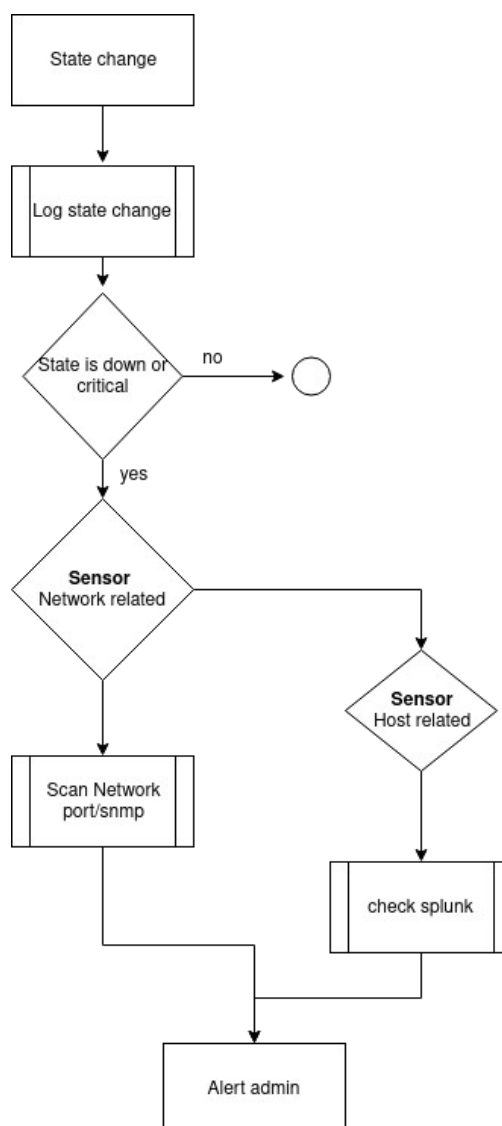 State change
Log state change
State is down or
critical
no
yes
Sensor
Network related
Sensor
Host related
Scan Network
port/snmp
check splunk
Alert admin